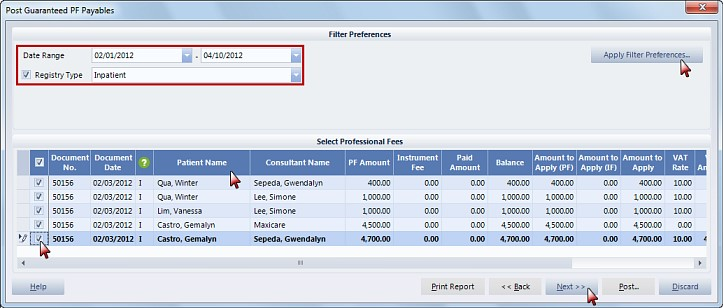 Post Guaranteed PF Payables
Filter Preferences
Date Range 02/01/2012 - 04/10/2012
Registry Type Inpatient
Apply Filter Preferences...
Select Professional Fees
Document No. Document Date ? Patient Name Consultant Name PF Amount Instrument Fee Paid Amount Balance Amount to Apply (PF) Amount to Apply (IF) Amount to Apply VAT Rate
50156 02/03/2012 I Qua, Winter Sepeda, Gwendalyn 400.00 0.00 0.00 400.00 400.00 0.00 400.00 10.00
50156 02/03/2012 I Qua, Winter Lee, Simone 1,000.00 0.00 0.00 1,000.00 1,000.00 0.00 1,000.00 10.00
50156 02/03/2012 I Lim, Vanessa Lee, Simone 1,000.00 0.00 0.00 1,000.00 1,000.00 0.00 1,000.00 10.00
50156 02/03/2012 I Castro, Gemalyn Maxicare 4,500.00 0.00 0.00 4,500.00 4,500.00 0.00 4,500.00 10.00
50156 02/03/2012 I Castro, Gemalyn Sepeda, Gwendalyn 4,700.00 0.00 0.00 4,700.00 4,700.00 0.00 4,700.00 10.00
Help Print Report << Back Next >> Post... Discard